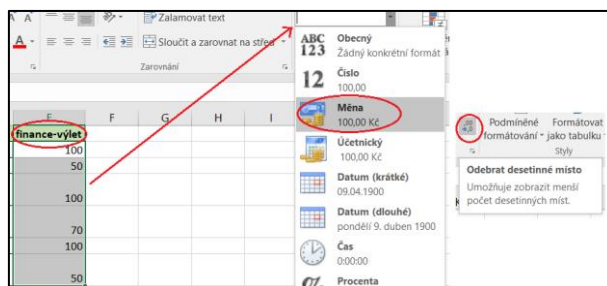 A A
Zalamovat text
A
Sloučit a zarovnat na střed
Zarovnání
F G H I
finance-výlet
100
50
100
70
100
50
ABC
123
Obecný
Žádný konkrétní formát
12
Číslo
100,00
Měna
100,00 Kč
Účetnický
100,00 Kč
Datum (krátké)
09.04.1900
Datum (dlouhé)
pondělí 9. duben 1900
Čas
0:00:00
Procenta
Podmíněné Formátovat
formátování jako tabulku
Styly
Odebrat desetinné místo
Umožňuje zobrazit menší
počet desetinných míst.